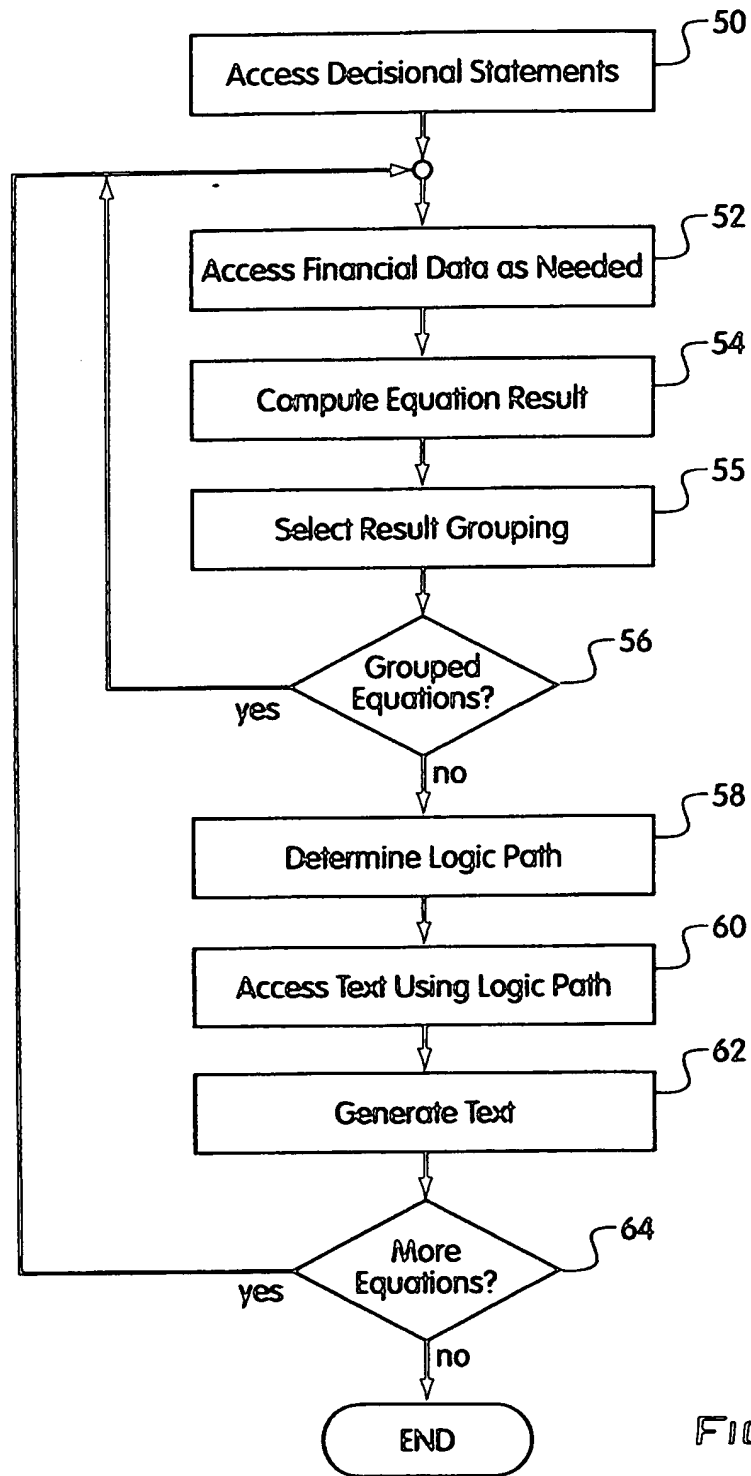 50
Access Decisional Statements
52
Access Financial Data as Needed
54
Compute Equation Result
55
Select Result Grouping
56
Grouped
Equations?
yes
no
58
Determine Logic Path
60
Access Text Using Logic Path
62
Generate Text
64
More
Equations?
yes
no
END